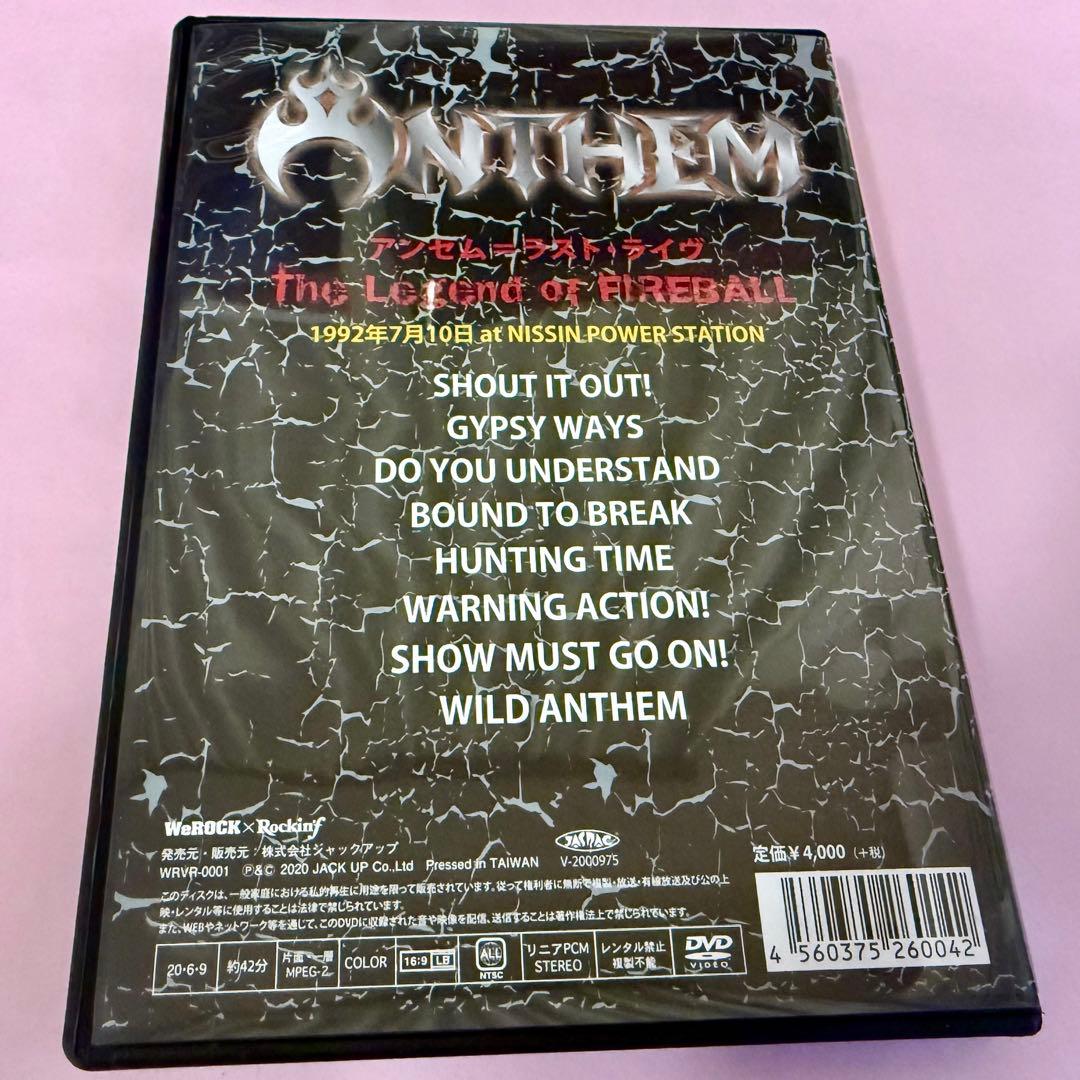 ANTHEM
アンセム=ラスト・ライヴ
The Legend of FIREBALL
1992年7月10日 at NISSIN POWER STATION
SHOUT IT OUT!
GYPSY WAYS
DO YOU UNDERSTAND
BOUND TO BREAK
HUNTING TIME
WARNING ACTION!
SHOW MUST GO ON!
WILD ANTHEM
WeROCK×Rockin'f
発売元・販売元：株式会社ジャックアップ
WRVR-0001 ℗&© 2020 JACK UP Co.,Ltd Pressed in TAIWAN
JASRAC
V-2000975
定価¥4,000（+税）
このディスクは、一般家庭における私的再生に用途を限って販売されています。従って権利者に無断で複製・放送・有線放送及び公の上
映・レンタル等に使用することは法律で禁じられています。
また、WEBやネットワーク等を通じて、このDVDに収録された音や映像を配信、送信することは著作権法上で禁じられています。
20・6・9 約42分 片面・一層 MPEG-2 COLOR 16:9 LB ALL NTSC リニアPCM STEREO レンタル禁止 複製不能 DVD VIDEO
4 560375 260042